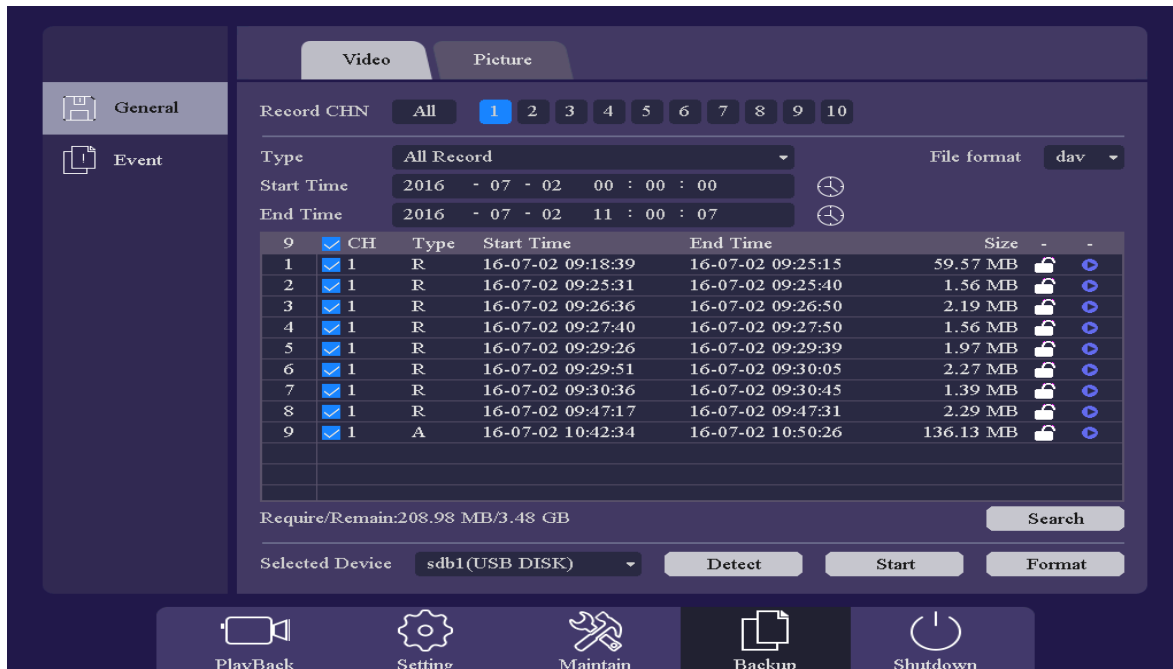 Video Picture
General
Event
Record CHN All 1 2 3 4 5 6 7 8 9 10
Type All Record File format dav
Start Time 2016 - 07 - 02 00 : 00 : 00
End Time 2016 - 07 - 02 11 : 00 : 07
9 CH Type Start Time End Time Size - -
1 1 R 16-07-02 09:18:39 16-07-02 09:25:15 59.57 MB
2 1 R 16-07-02 09:25:31 16-07-02 09:25:40 1.56 MB
3 1 R 16-07-02 09:26:36 16-07-02 09:26:50 2.19 MB
4 1 R 16-07-02 09:27:40 16-07-02 09:27:50 1.56 MB
5 1 R 16-07-02 09:29:26 16-07-02 09:29:39 1.97 MB
6 1 R 16-07-02 09:29:51 16-07-02 09:30:05 2.27 MB
7 1 R 16-07-02 09:30:36 16-07-02 09:30:45 1.39 MB
8 1 R 16-07-02 09:47:17 16-07-02 09:47:31 2.29 MB
9 1 A 16-07-02 10:42:34 16-07-02 10:50:26 136.13 MB
Require/Remain:208.98 MB/3.48 GB Search
Selected Device sdb1(USB DISK) Detect Start Format
PlayBack Setting Maintain Backup Shutdown